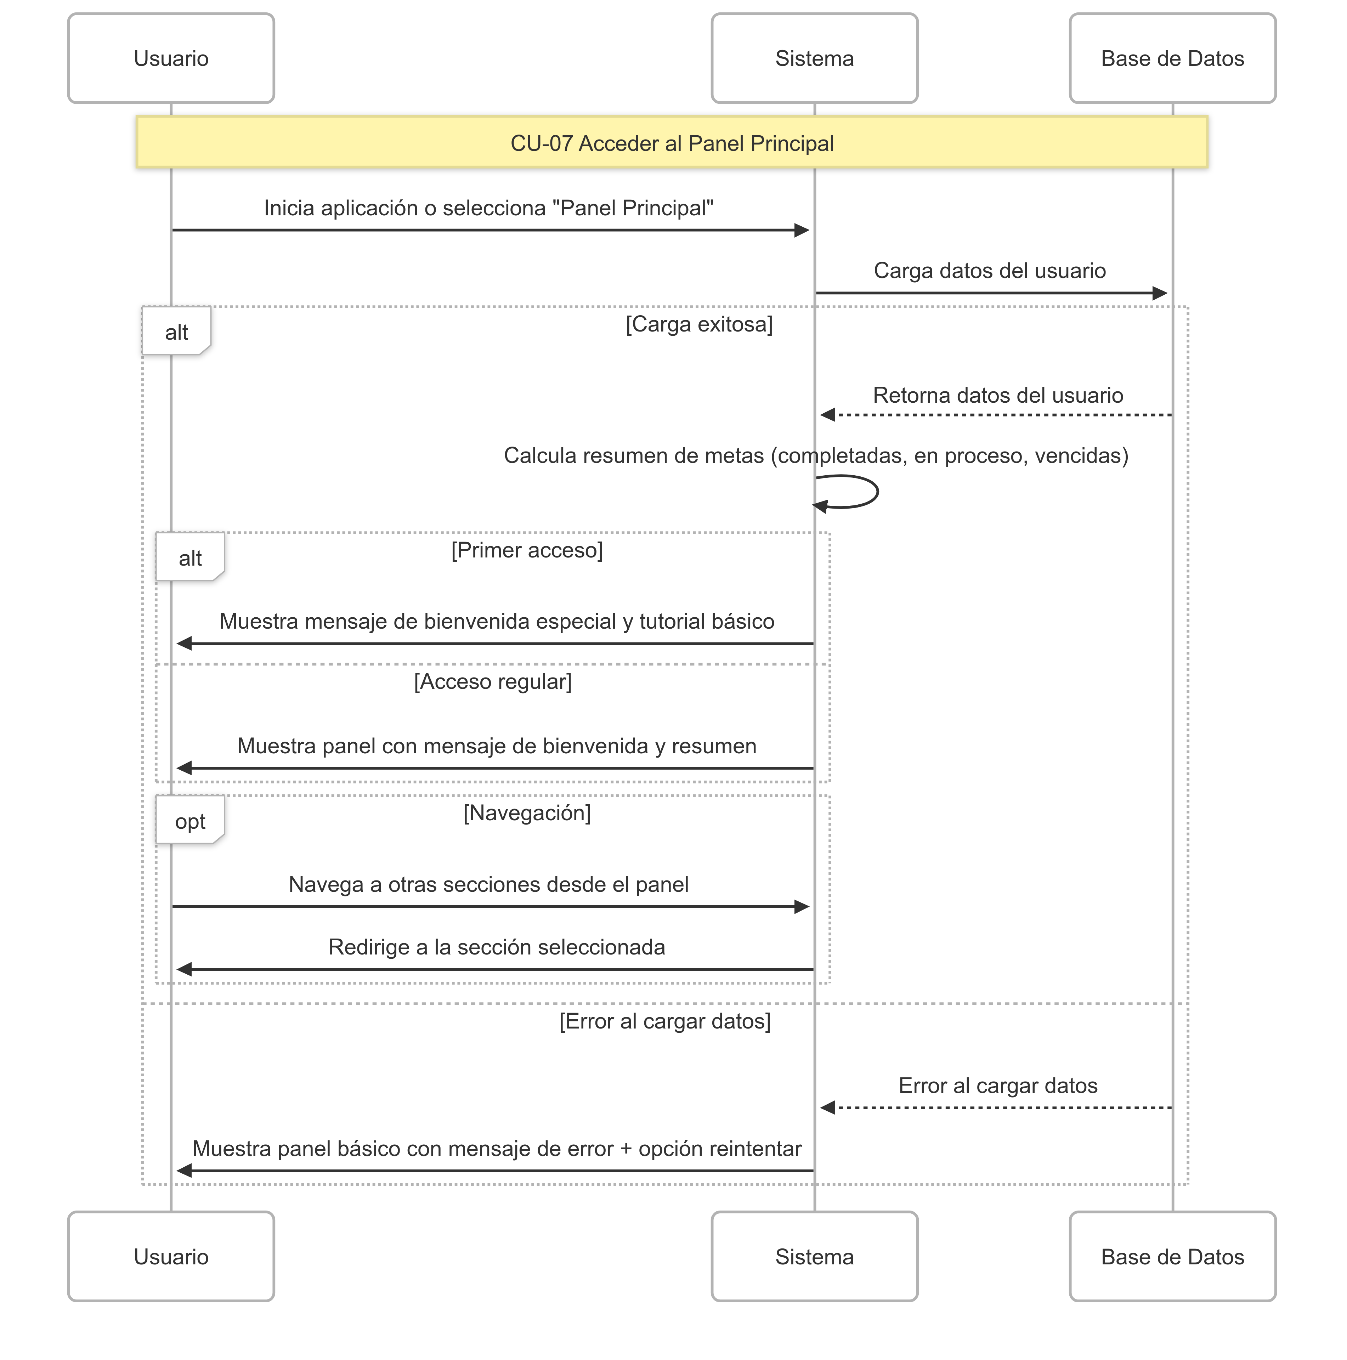 Usuario
Sistema
Base de Datos
CU-07 Acceder al Panel Principal
Inicia aplicación o selecciona "Panel Principal"
Carga datos del usuario
alt
[Carga exitosa]
Retorna datos del usuario
Calcula resumen de metas (completadas, en proceso, vencidas)
alt
[Primer acceso]
Muestra mensaje de bienvenida especial y tutorial básico
[Acceso regular]
Muestra panel con mensaje de bienvenida y resumen
opt
[Navegación]
Navega a otras secciones desde el panel
Redirige a la sección seleccionada
[Error al cargar datos]
Error al cargar datos
Muestra panel básico con mensaje de error + opción reintentar
Usuario
Sistema
Base de Datos